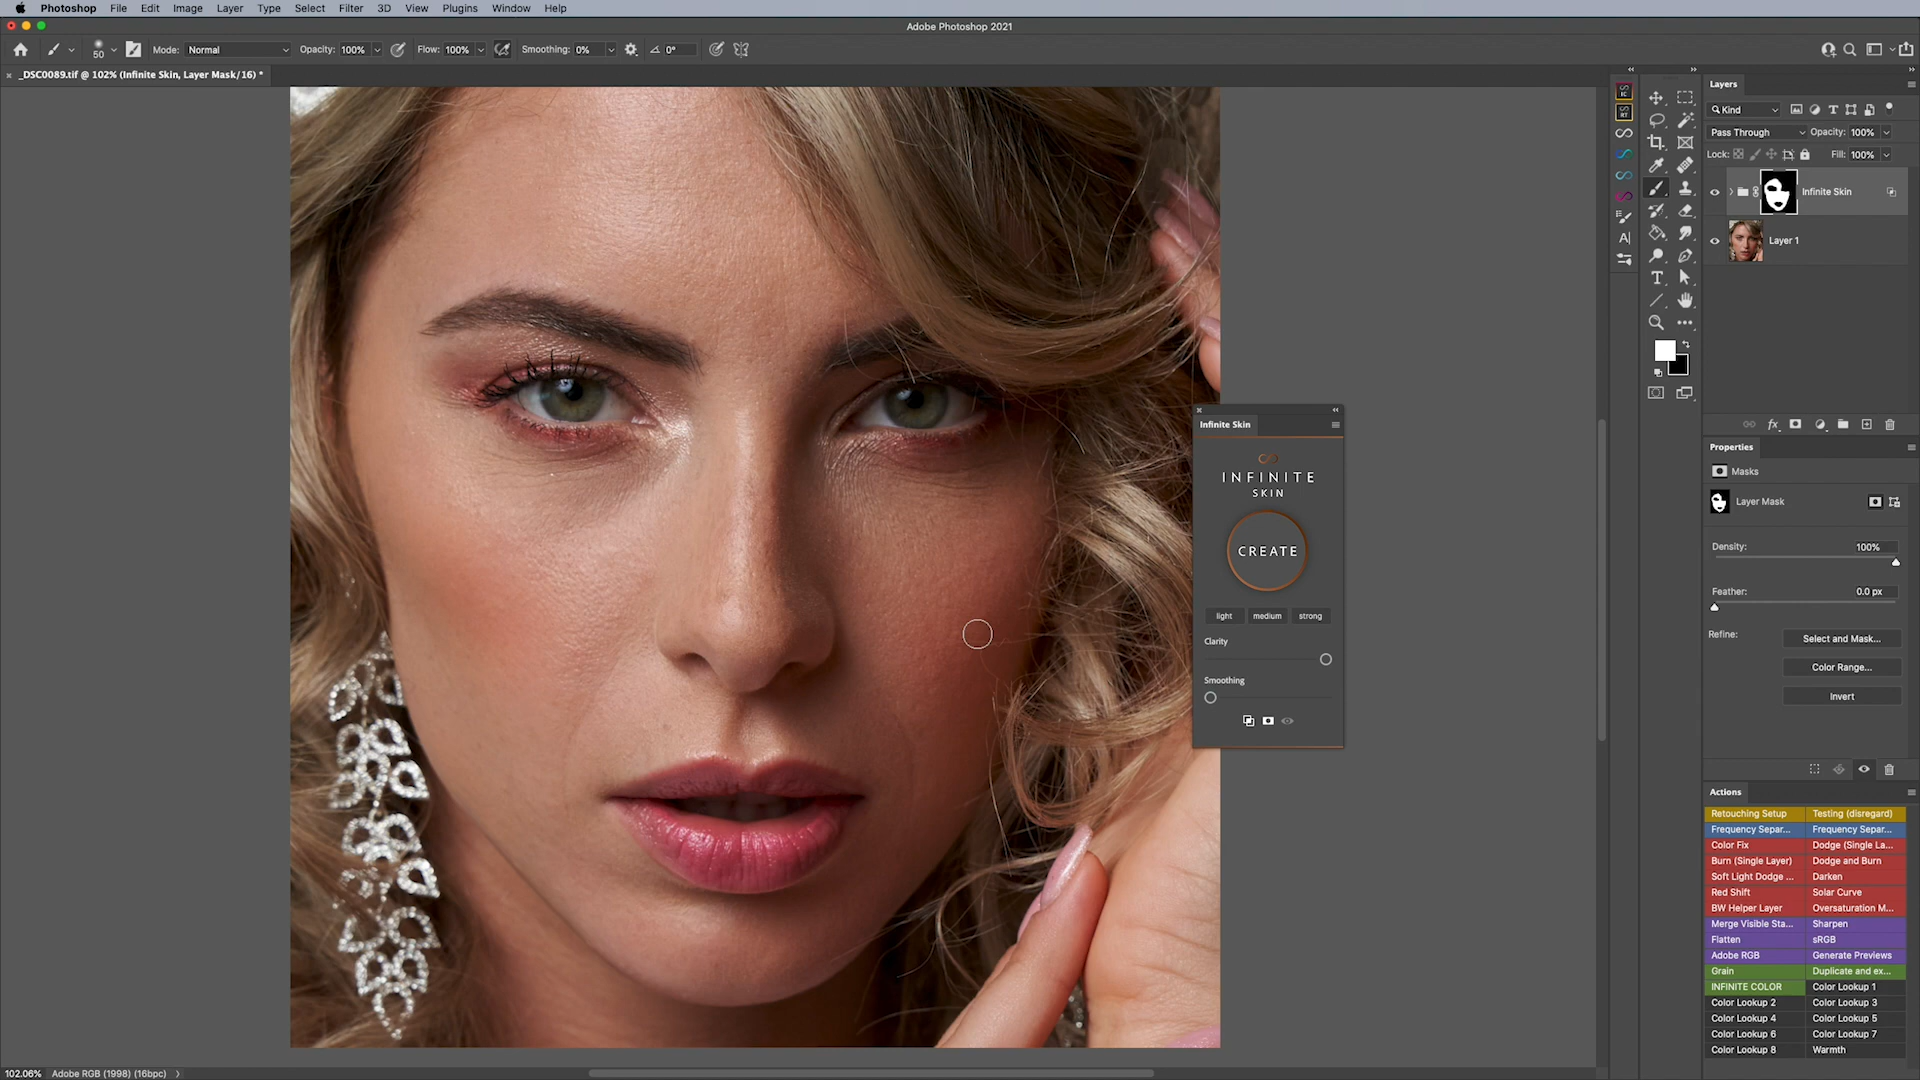 Photoshop File Edit Image Layer Type Select Filter 3D View Plugins Window Help
Adobe Photoshop 2021
50 Mode: Normal Opacity: 100% Flow: 100% Smoothing: 0% 0°
_DSC0089.tif @ 102% (Infinite Skin, Layer Mask/16) *
Layers
Kind
Pass Through Opacity: 100%
Lock: Fill: 100%
Infinite Skin
Layer 1
Infinite Skin
INFINITE
SKIN
CREATE
light medium strong
Clarity
Smoothing
Properties
Masks
Layer Mask
Density: 100%
Feather: 0.0 px
Refine: Select and Mask...
Color Range...
Invert
Actions
Retouching Setup Testing (disregard)
Frequency Separ... Frequency Separ...
Color Fix Dodge (Single La...
Burn (Single Layer) Dodge and Burn
Soft Light Dodge ... Darken
Red Shift Solar Curve
BW Helper Layer Oversaturation M...
Merge Visible Sta... Sharpen
Flatten sRGB
Adobe RGB Generate Previews
Grain Duplicate and ex...
INFINITE COLOR Color Lookup 1
Color Lookup 2 Color Lookup 3
Color Lookup 4 Color Lookup 5
Color Lookup 6 Color Lookup 7
Color Lookup 8 Warmth
102.06% Adobe RGB (1998) (16bpc)